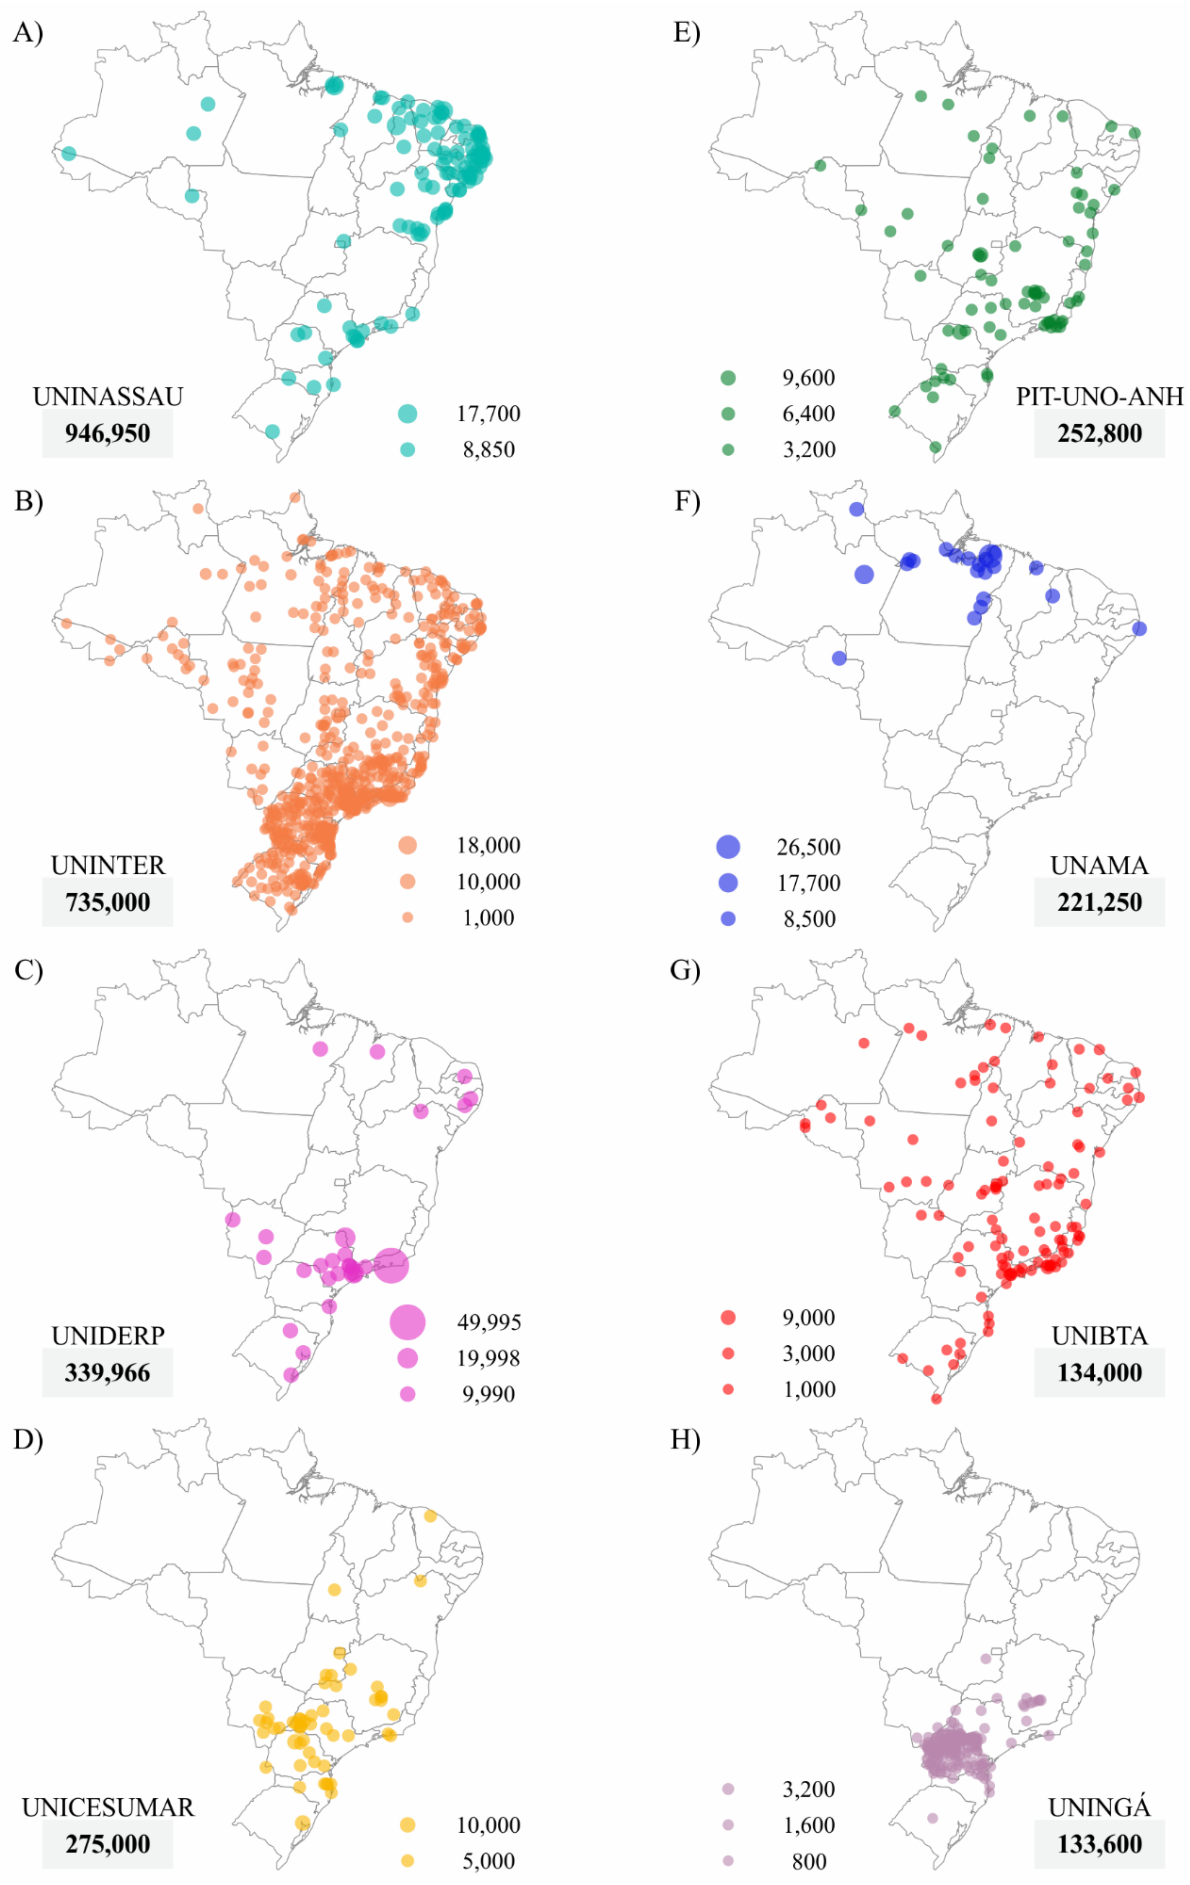 A)
UNINASSAU
946,950
17,700
8,850
E)
9,600
6,400
3,200
PIT-UNO-ANH
252,800
B)
UNINTER
735,000
18,000
10,000
1,000
F)
26,500
17,700
8,500
UNAMA
221,250
C)
UNIDERP
339,966
49,995
19,998
9,990
G)
9,000
3,000
1,000
UNIBTA
134,000
D)
UNICESUMAR
275,000
10,000
5,000
H)
3,200
1,600
800
UNINGÁ
133,600